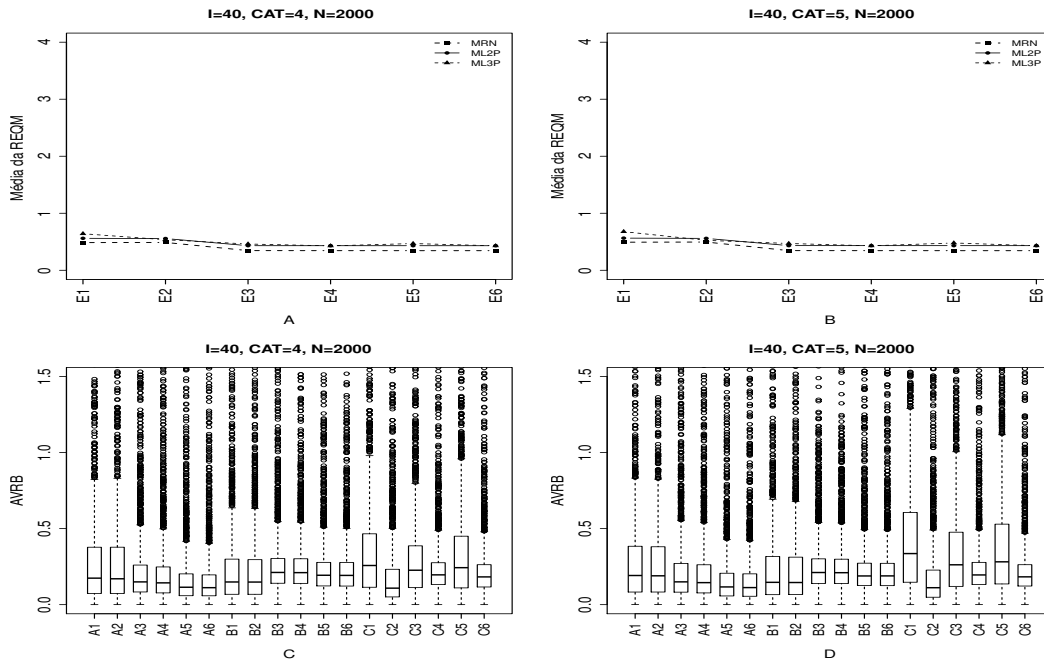 I=40, CAT=4, N=2000
Média da REQM
4
3
2
1
0
MRN
ML2P
ML3P
E1 E2 E3 E4 E5 E6
A
I=40, CAT=5, N=2000
Média da REQM
4
3
2
1
0
MRN
ML2P
ML3P
E1 E2 E3 E4 E5 E6
B
I=40, CAT=4, N=2000
AVRB
1.5
1.0
0.5
0.0
A1 A2 A3 A4 A5 A6 B1 B2 B3 B4 B5 B6 C1 C2 C3 C4 C5 C6
C
I=40, CAT=5, N=2000
AVRB
1.5
1.0
0.5
0.0
A1 A2 A3 A4 A5 A6 B1 B2 B3 B4 B5 B6 C1 C2 C3 C4 C5 C6
D